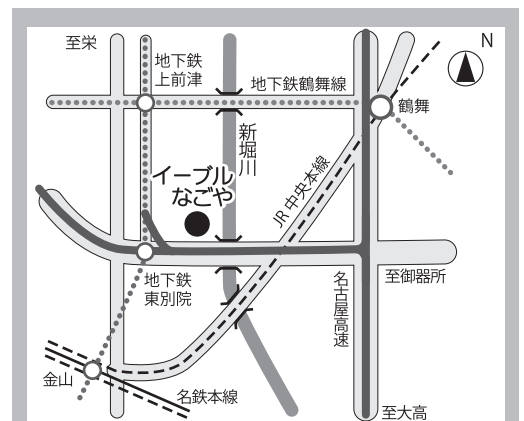 至栄
N
地下鉄
上前津
地下鉄鶴舞線
鶴舞
新堀川
イーブル
なごや
JR中央本線
地下鉄
東別院
名古屋高速
至御器所
金山
名鉄本線
至大高